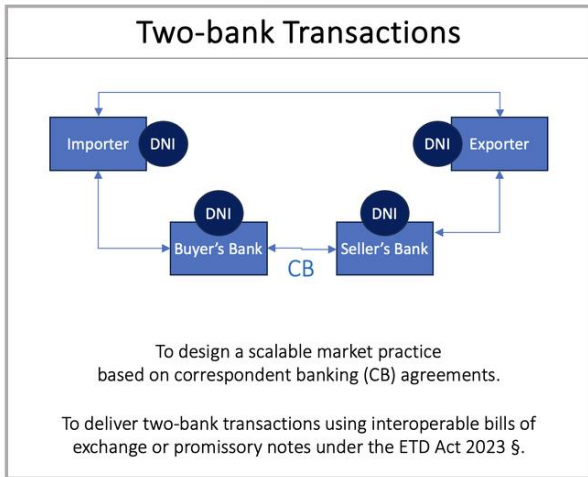 Two-bank Transactions
Importer
DNI
DNI
Exporter
DNI
DNI
Buyer's Bank
Seller's Bank
CB
To design a scalable market practice
based on correspondent banking (CB) agreements.
To deliver two-bank transactions using interoperable bills of
exchange or promissory notes under the ETD Act 2023 §.